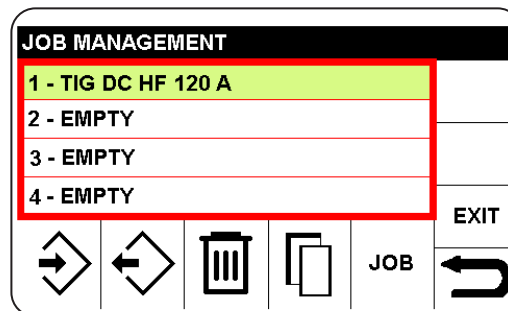 JOB MANAGEMENT
1 - TIG DC HF 120 A
2 - EMPTY
3 - EMPTY
4 - EMPTY
EXIT
JOB